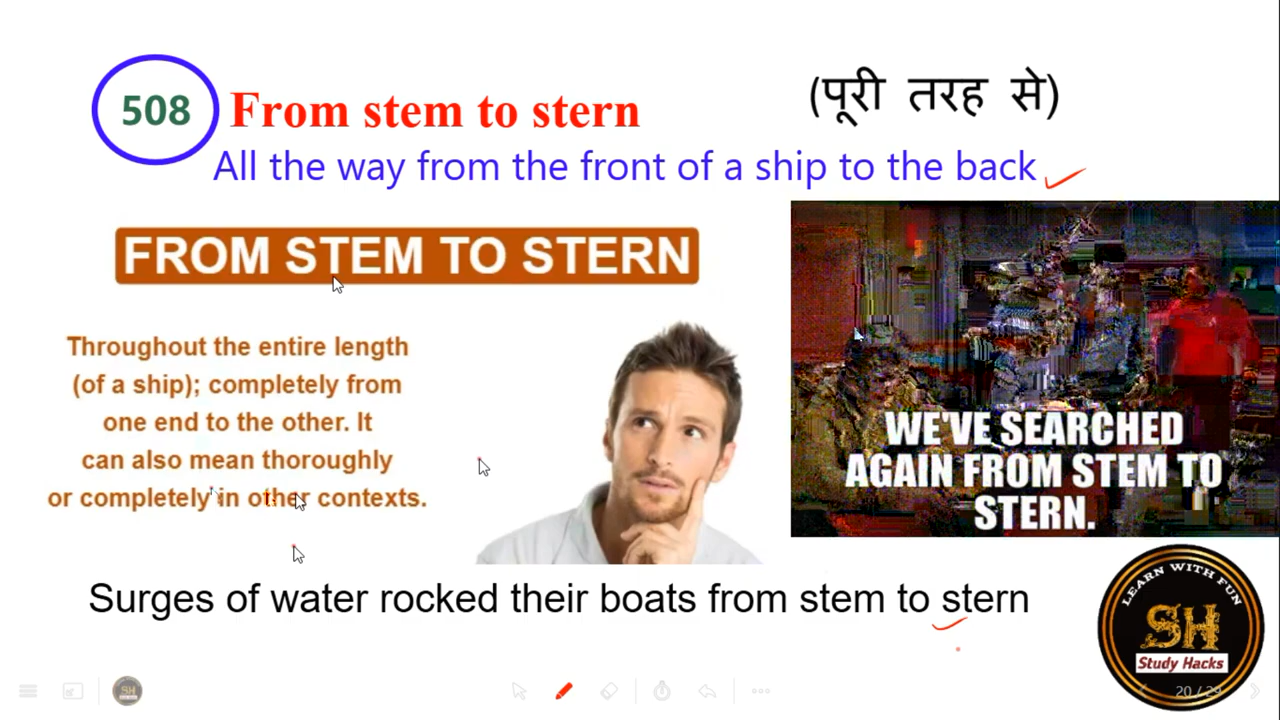 508 From stem to stern (पूरी तरह से)
All the way from the front of a ship to the back
FROM STEM TO STERN
Throughout the entire length
(of a ship); completely from
one end to the other. It
can also mean thoroughly
or completely in other contexts.
WE'VE SEARCHED
AGAIN FROM STEM TO
STERN.
Surges of water rocked their boats from stem to stern
LEARN WITH FUN
SH
Study Hacks
20 / 29